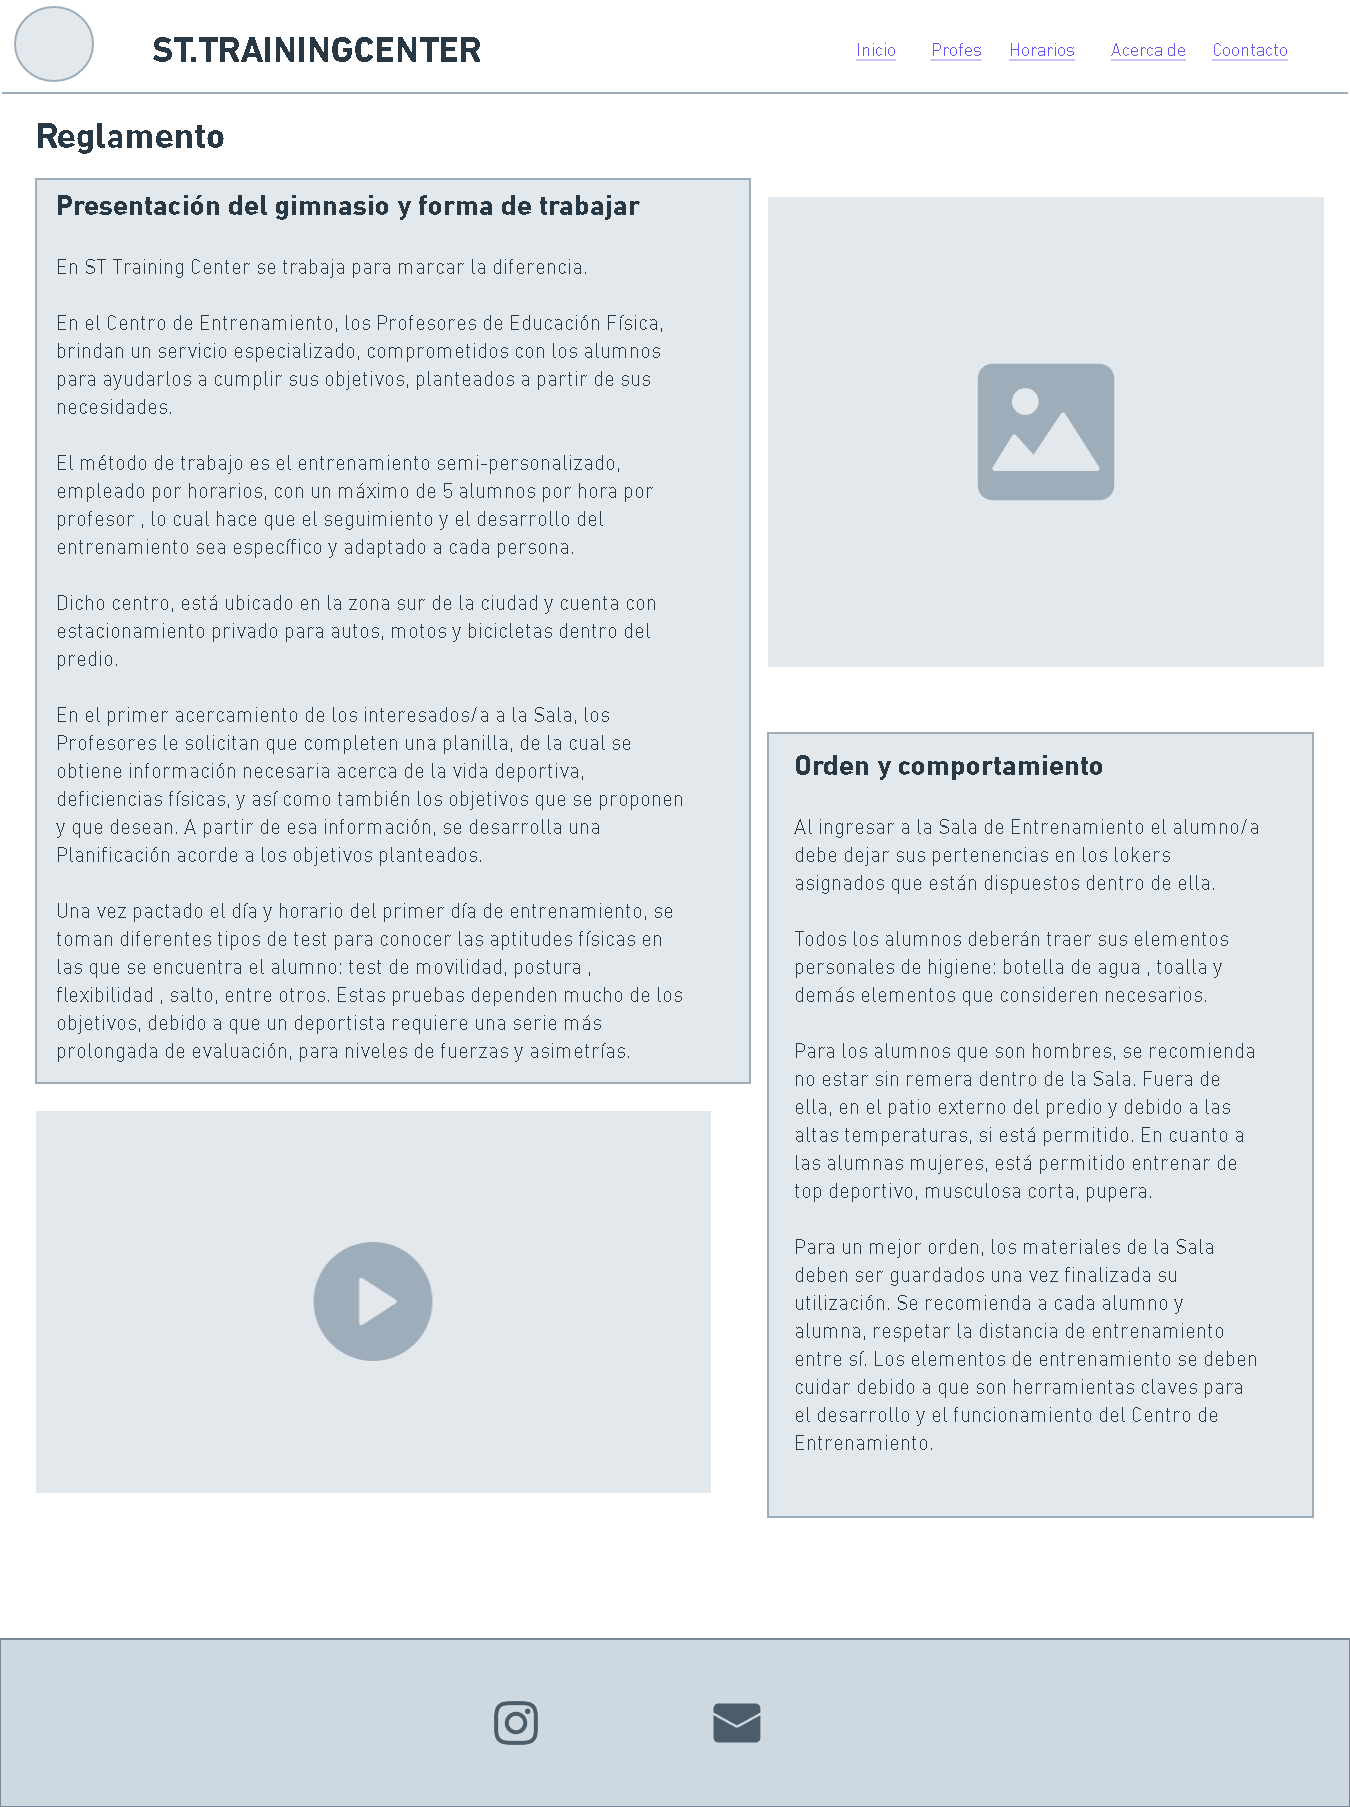 ST.TRAININGCENTER
Inicio
Profes
Horarios
Acerca de
Coontacto
Reglamento
Presentación del gimnasio y forma de trabajar
En ST Training Center se trabaja para marcar la diferencia.
En el Centro de Entrenamiento, los Profesores de Educación Física,
brindan un servicio especializado, comprometidos con los alumnos
para ayudarlos a cumplir sus objetivos, planteados a partir de sus
necesidades.
El método de trabajo es el entrenamiento semi-personalizado,
empleado por horarios, con un máximo de 5 alumnos por hora por
profesor , lo cual hace que el seguimiento y el desarrollo del
entrenamiento sea específico y adaptado a cada persona.
Dicho centro, está ubicado en la zona sur de la ciudad y cuenta con
estacionamiento privado para autos, motos y bicicletas dentro del
predio.
En el primer acercamiento de los interesados/a a la Sala, los
Profesores le solicitan que completen una planilla, de la cual se
obtiene información necesaria acerca de la vida deportiva,
deficiencias físicas, y así como también los objetivos que se proponen
y que desean. A partir de esa información, se desarrolla una
Planificación acorde a los objetivos planteados.
Una vez pactado el día y horario del primer día de entrenamiento, se
toman diferentes tipos de test para conocer las aptitudes físicas en
las que se encuentra el alumno: test de movilidad, postura ,
flexibilidad , salto, entre otros. Estas pruebas dependen mucho de los
objetivos, debido a que un deportista requiere una serie más
prolongada de evaluación, para niveles de fuerzas y asimetrías.
Orden y comportamiento
Al ingresar a la Sala de Entrenamiento el alumno/a
debe dejar sus pertenencias en los lokers
asignados que están dispuestos dentro de ella.
Todos los alumnos deberán traer sus elementos
personales de higiene: botella de agua , toalla y
demás elementos que consideren necesarios.
Para los alumnos que son hombres, se recomienda
no estar sin remera dentro de la Sala. Fuera de
ella, en el patio externo del predio y debido a las
altas temperaturas, si está permitido. En cuanto a
las alumnas mujeres, está permitido entrenar de
top deportivo, musculosa corta, pupera.
Para un mejor orden, los materiales de la Sala
deben ser guardados una vez finalizada su
utilización. Se recomienda a cada alumno y
alumna, respetar la distancia de entrenamiento
entre sí. Los elementos de entrenamiento se deben
cuidar debido a que son herramientas claves para
el desarrollo y el funcionamiento del Centro de
Entrenamiento.